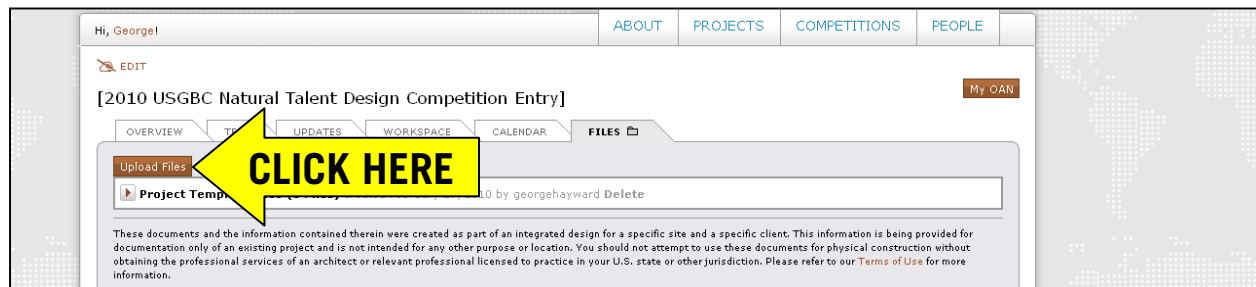 Hi, George!
ABOUT PROJECTS COMPETITIONS PEOPLE
EDIT
[2010 USGBC Natural Talent Design Competition Entry]
My OAN
OVERVIEW UPDATES WORKSPACE CALENDAR FILES
Upload Files
CLICK HERE
Project by georgehayward Delete
These documents and the information contained therein were created as part of an integrated design for a specific site and a specific client. This information is being provided for
documentation only of an existing project and is not intended for any other purpose or location. You should not attempt to use these documents for physical construction without
obtaining the professional services of an architect or relevant professional licensed to practice in your U.S. state or other jurisdiction. Please refer to our Terms of Use for more
information.